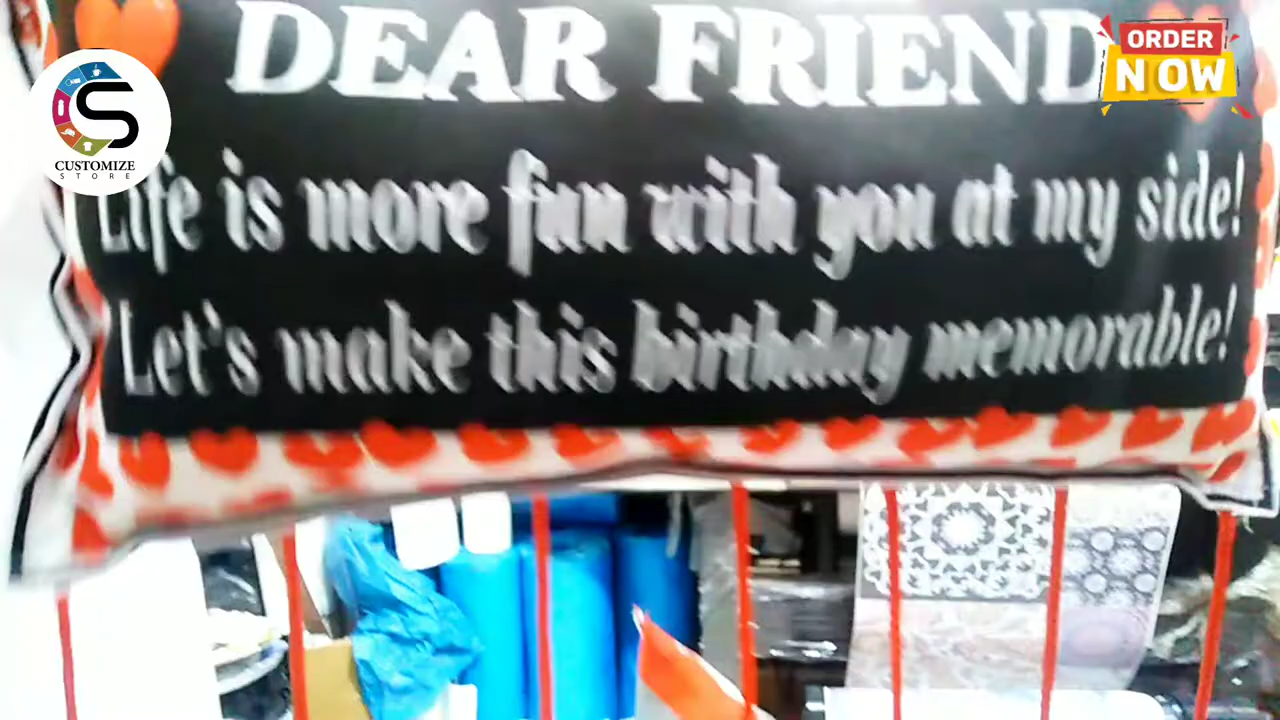 DEAR FRIEND
ORDER
NOW
S
CUSTOMIZE
STORE
Life is more fun with you at my side!
Let's make this birthday memorable!